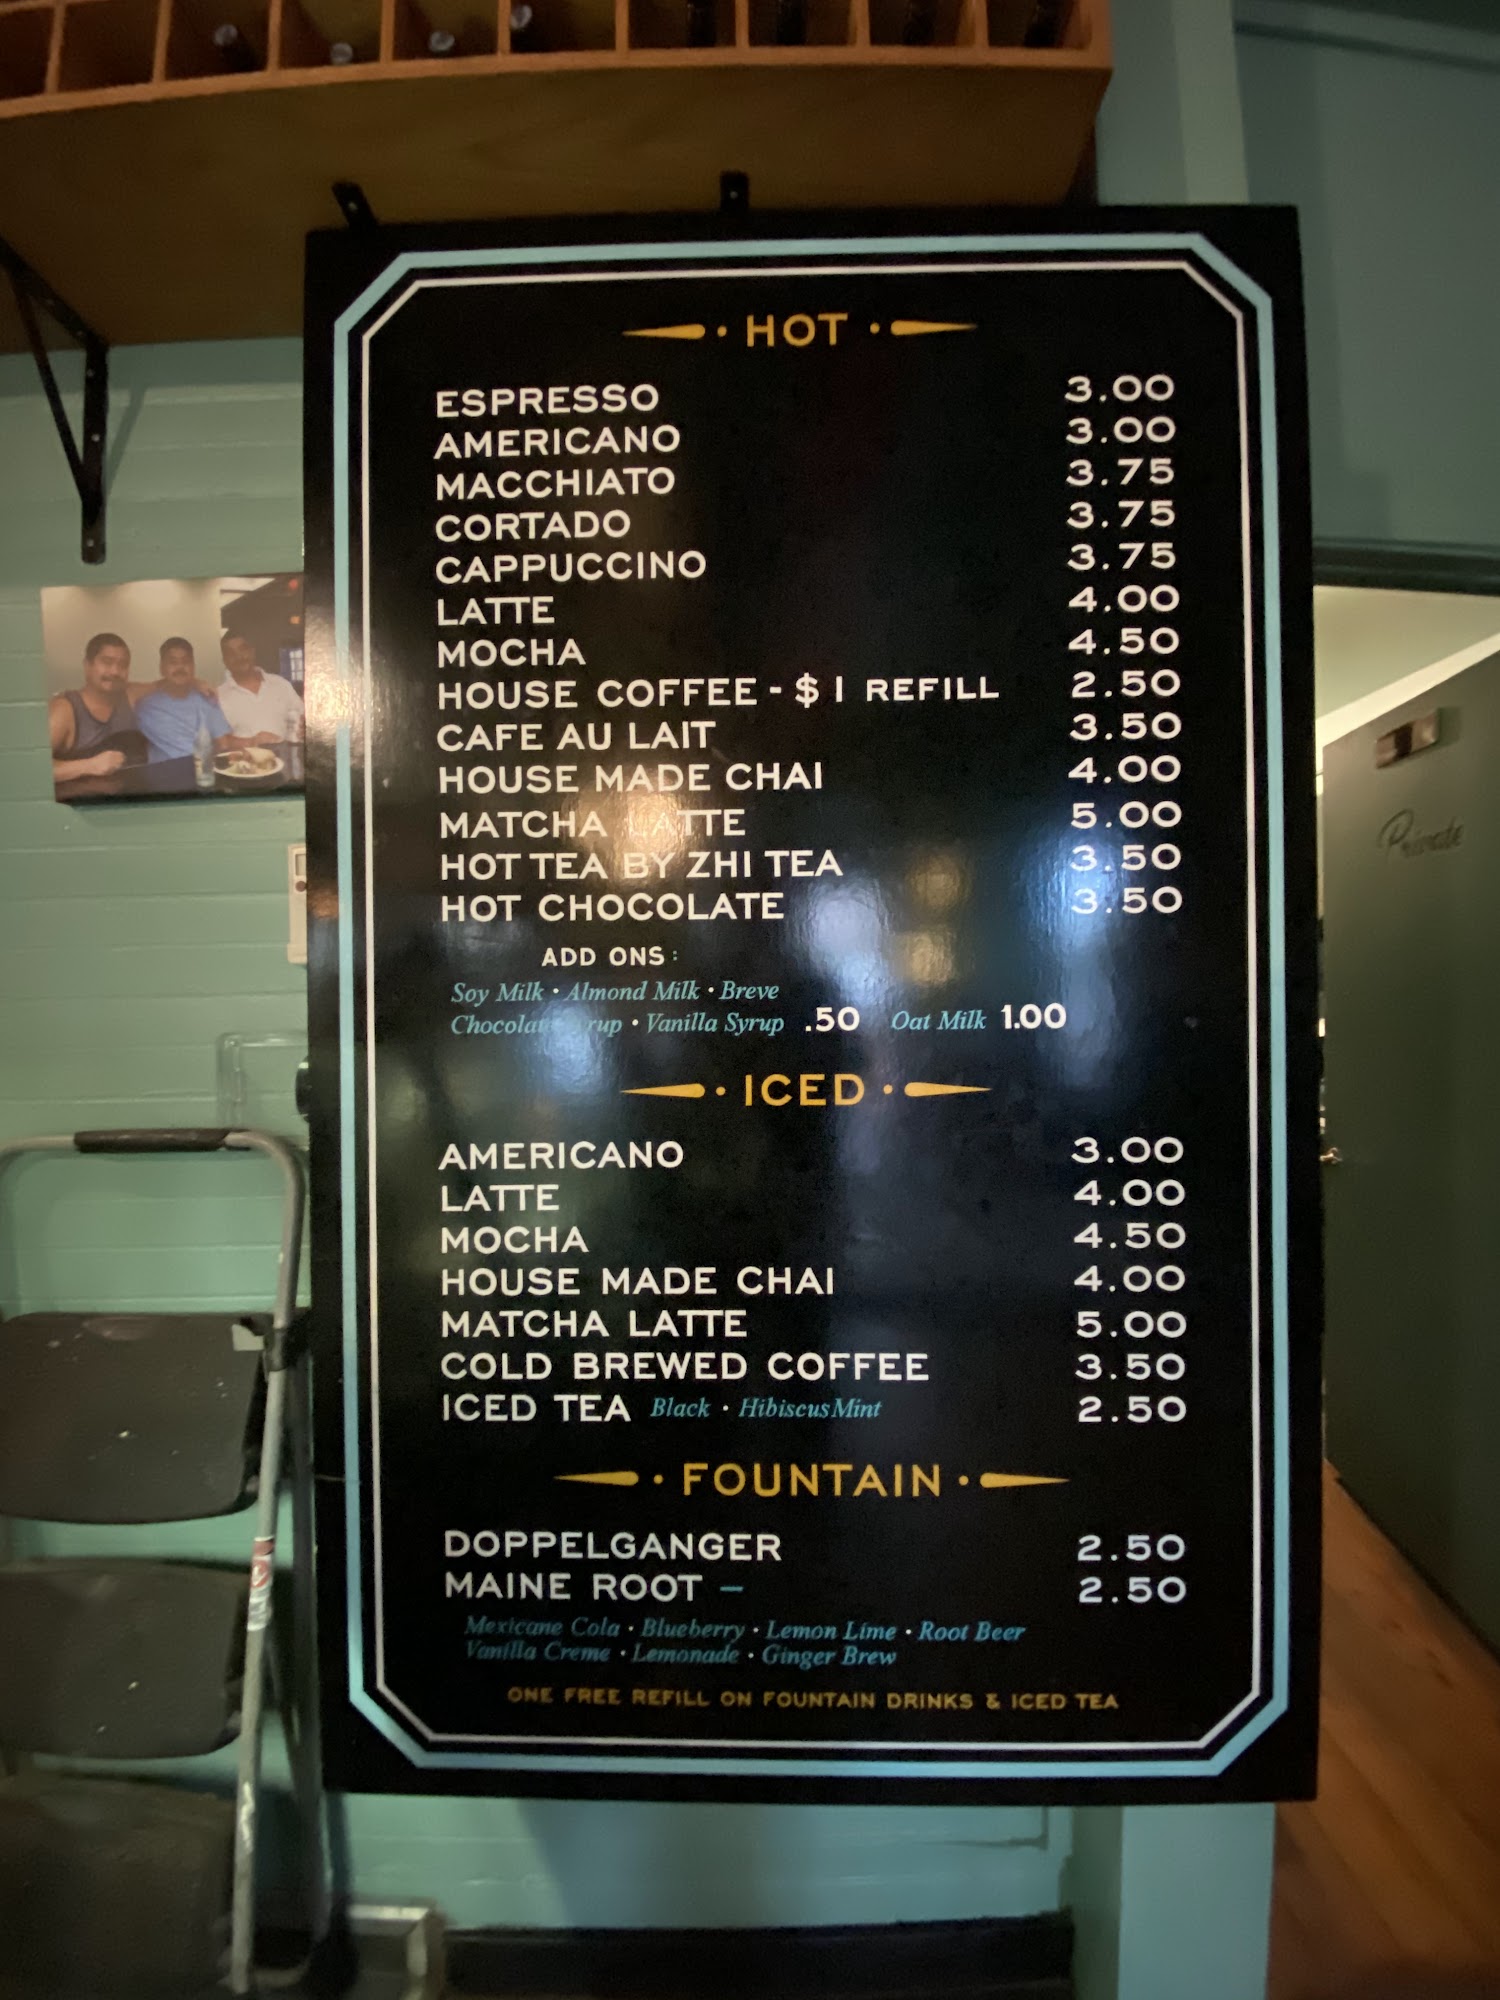 HOT
ESPRESSO 3.00
AMERICANO 3.00
MACCHIATO 3.75
CORTADO 3.75
CAPPUCCINO 3.75
LATTE 4.00
MOCHA 4.50
HOUSE COFFEE - $1 REFILL 2.50
CAFE AU LAIT 3.50
HOUSE MADE CHAI 4.00
MATCHA LATTE 5.00
HOT TEA BY ZHI TEA 3.50
HOT CHOCOLATE 3.50
ADD ONS:
Soy Milk · Almond Milk · Breve
Chocolate Syrup · Vanilla Syrup .50 Oat Milk 1.00
ICED
AMERICANO 3.00
LATTE 4.00
MOCHA 4.50
HOUSE MADE CHAI 4.00
MATCHA LATTE 5.00
COLD BREWED COFFEE 3.50
ICED TEA Black · HibiscusMint 2.50
FOUNTAIN
DOPPELGANGER 2.50
MAINE ROOT — 2.50
Mexicane Cola · Blueberry · Lemon Lime · Root Beer
Vanilla Creme · Lemonade · Ginger Brew
ONE FREE REFILL ON FOUNTAIN DRINKS & ICED TEA
Private